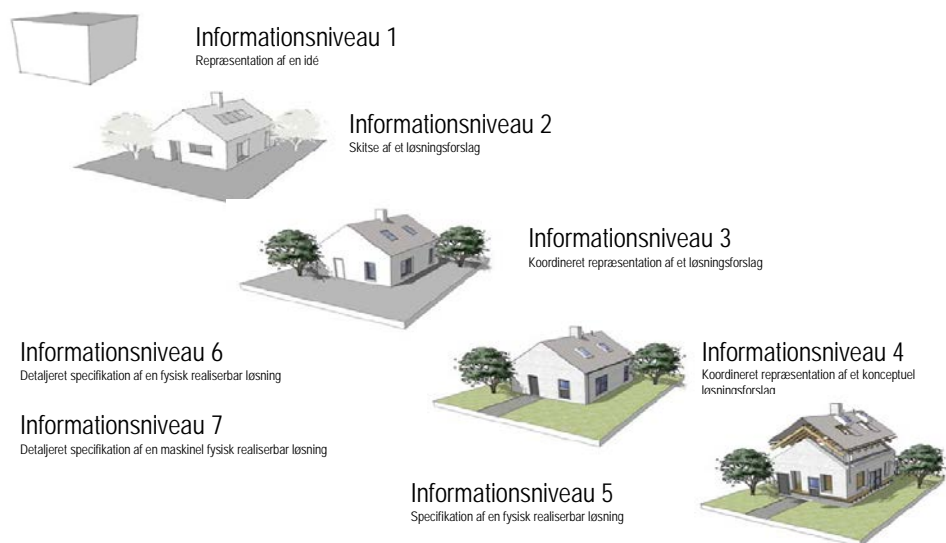 Informationsniveau 1
Repræsentation af en idé
Informationsniveau 2
Skitse af et løsningsforslag
Informationsniveau 3
Koordineret repræsentation af et løsningsforslag
Informationsniveau 4
Koordineret repræsentation af et konceptuel
løsningsforslag
Informationsniveau 5
Specifikation af en fysisk realiserbar løsning
Informationsniveau 6
Detaljeret specifikation af en fysisk realiserbar løsning
Informationsniveau 7
Detaljeret specifikation af en maskinel fysisk realiserbar løsning